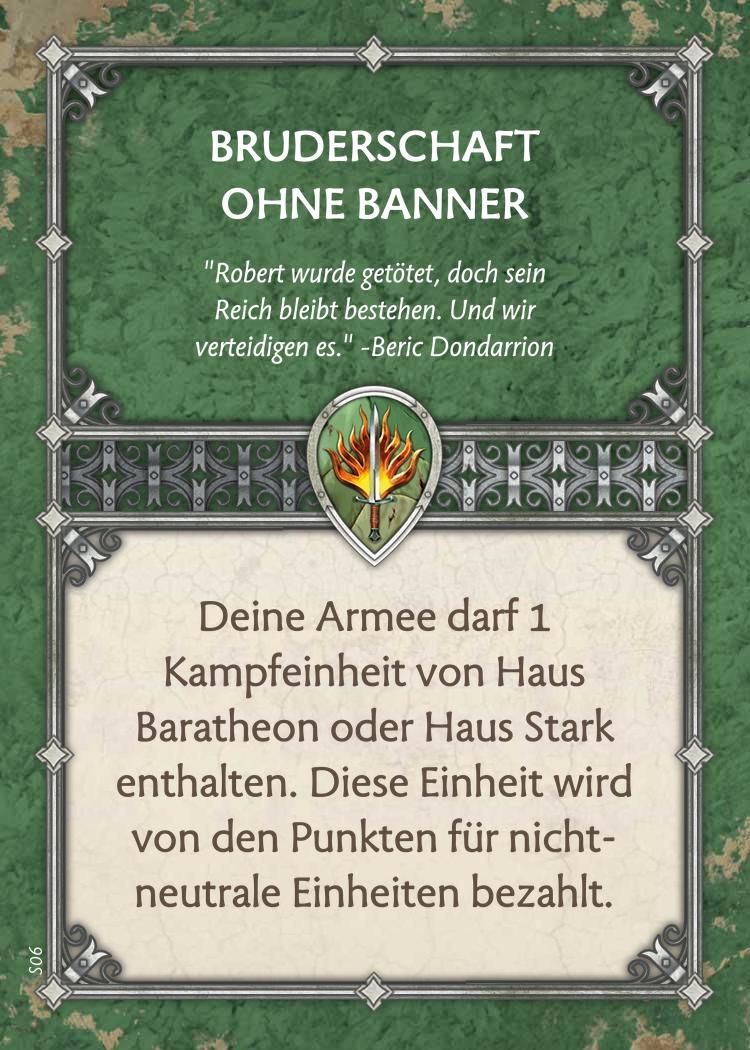 BRUDERSCHAFT
OHNE BANNER
"Robert wurde getötet, doch sein
Reich bleibt bestehen. Und wir
verteidigen es." -Beric Dondarrion
Deine Armee darf 1
Kampfeinheit von Haus
Baratheon oder Haus Stark
enthalten. Diese Einheit wird
von den Punkten für nicht-
neutrale Einheiten bezahlt.
S06